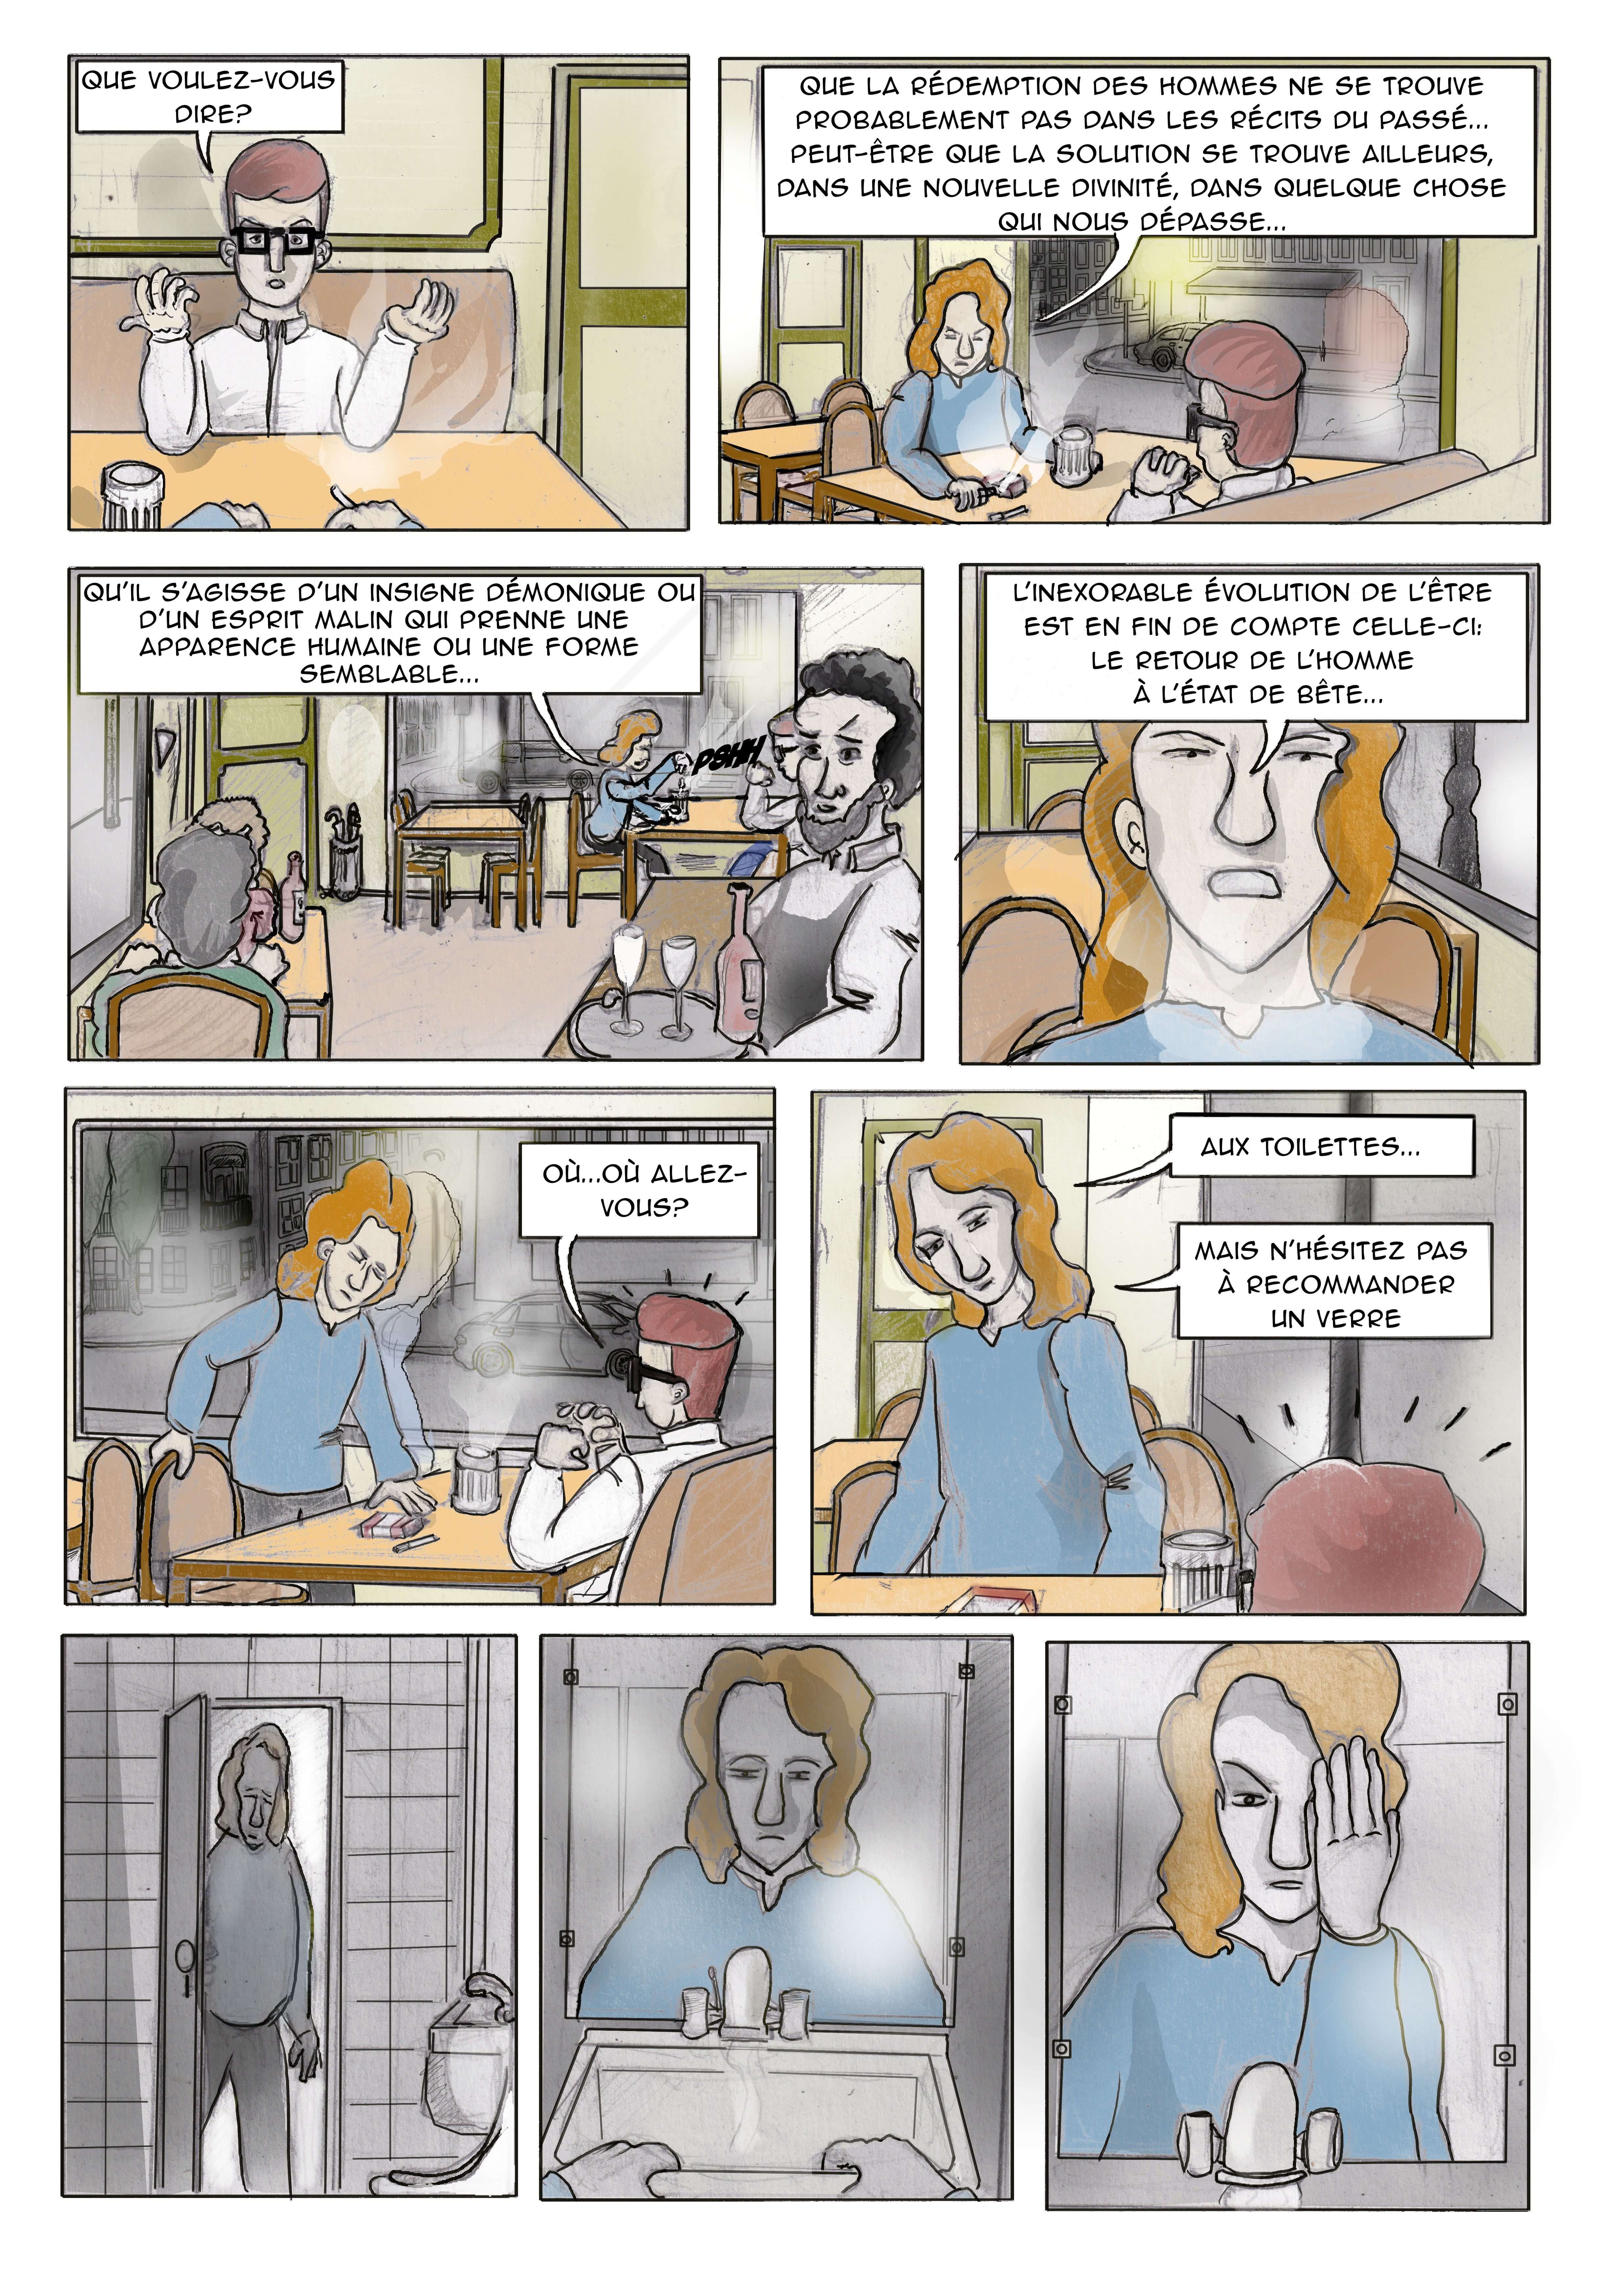 QUE VOULEZ-VOUS
DIRE?
QUE LA RÉDEMPTION DES HOMMES NE SE TROUVE
PROBABLEMENT PAS DANS LES RÉCITS DU PASSÉ...
PEUT-ÊTRE QUE LA SOLUTION SE TROUVE AILLEURS,
DANS UNE NOUVELLE DIVINITÉ, DANS QUELQUE CHOSE
QUI NOUS DÉPASSE...
QU'IL S'AGISSE D'UN INSIGNE DÉMONIQUE OU
D'UN ESPRIT MALIN QUI PRENNE UNE
APPARENCE HUMAINE OU UNE FORME
SEMBLABLE...
PSHH
L'INEXORABLE ÉVOLUTION DE L'ÊTRE
EST EN FIN DE COMPTE CELLE-CI:
LE RETOUR DE L'HOMME
À L'ÉTAT DE BÊTE...
OÙ...OÙ ALLEZ-
VOUS?
AUX TOILETTES...
MAIS N'HÉSITEZ PAS
À RECOMMANDER
UN VERRE